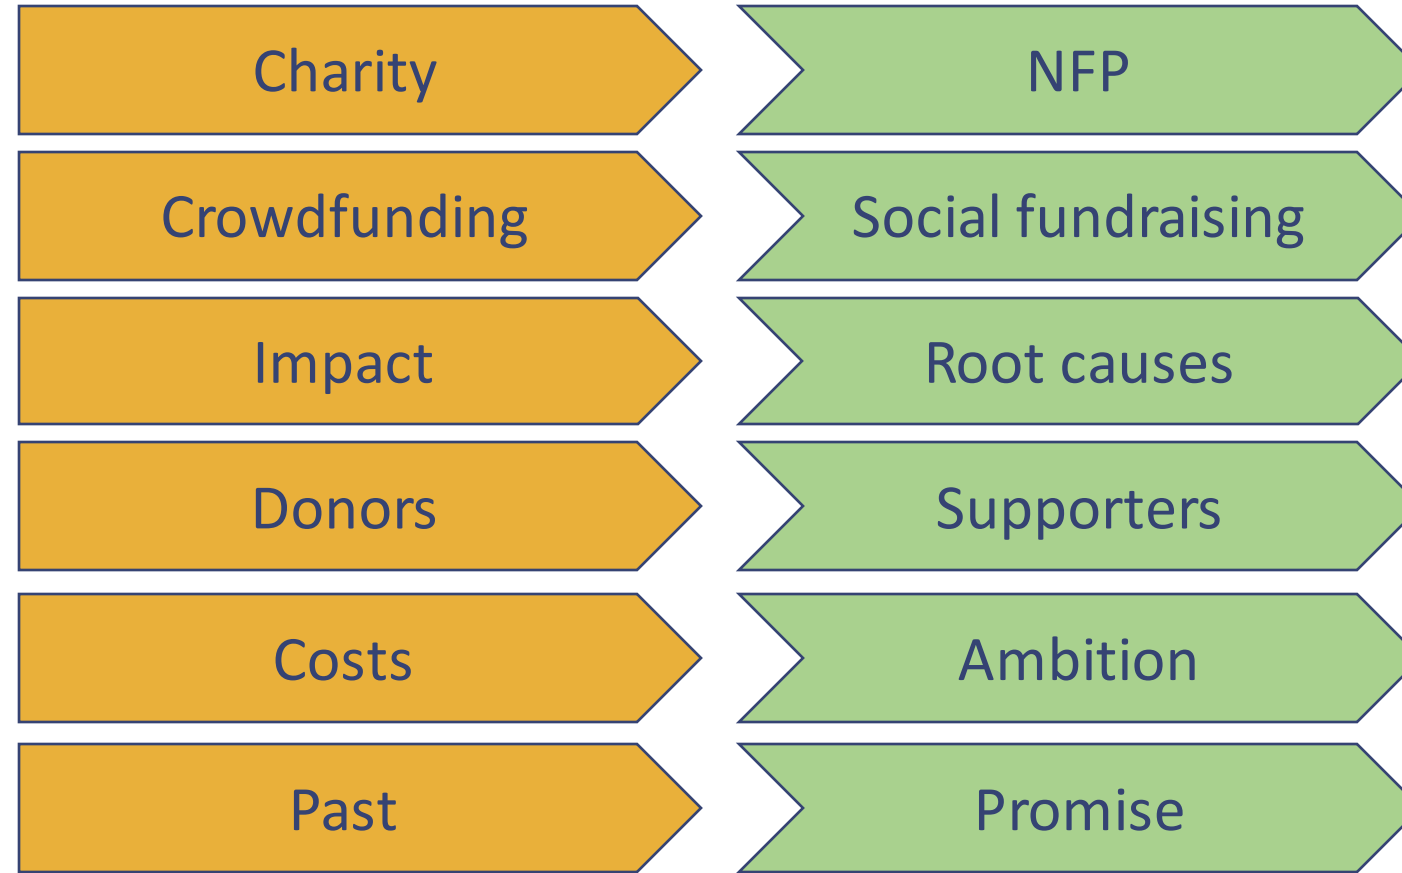 Charity
NFP
Crowdfunding
Social fundraising
Impact
Root causes
Donors
Supporters
Costs
Ambition
Past
Promise